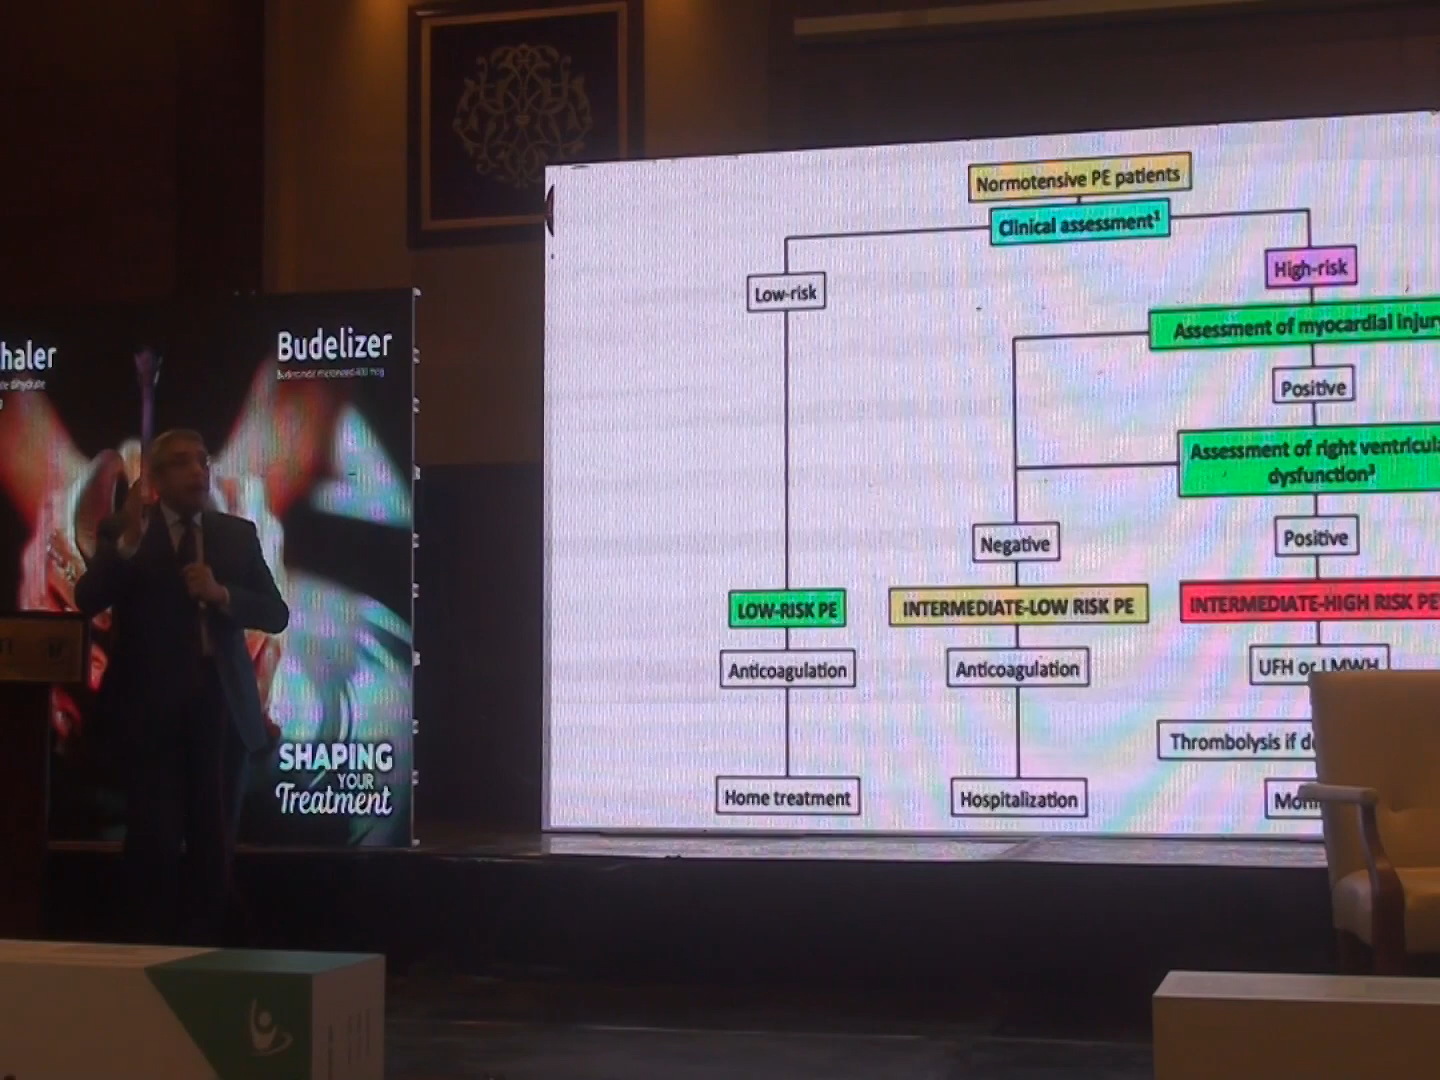 haler
Budelizer
Normotensive PE patients
Clinical assessment¹
Low-risk
High-risk
Assessment of myocardial injury
Positive
Assessment of right ventricula
dysfunction³
Negative
Positive
LOW-RISK PE
INTERMEDIATE-LOW RISK PE
INTERMEDIATE-HIGH RISK PE
Anticoagulation
Anticoagulation
UFH or LMWH
Thrombolysis if d
Home treatment
Hospitalization
Mon
SHAPING
YOUR
Treatment